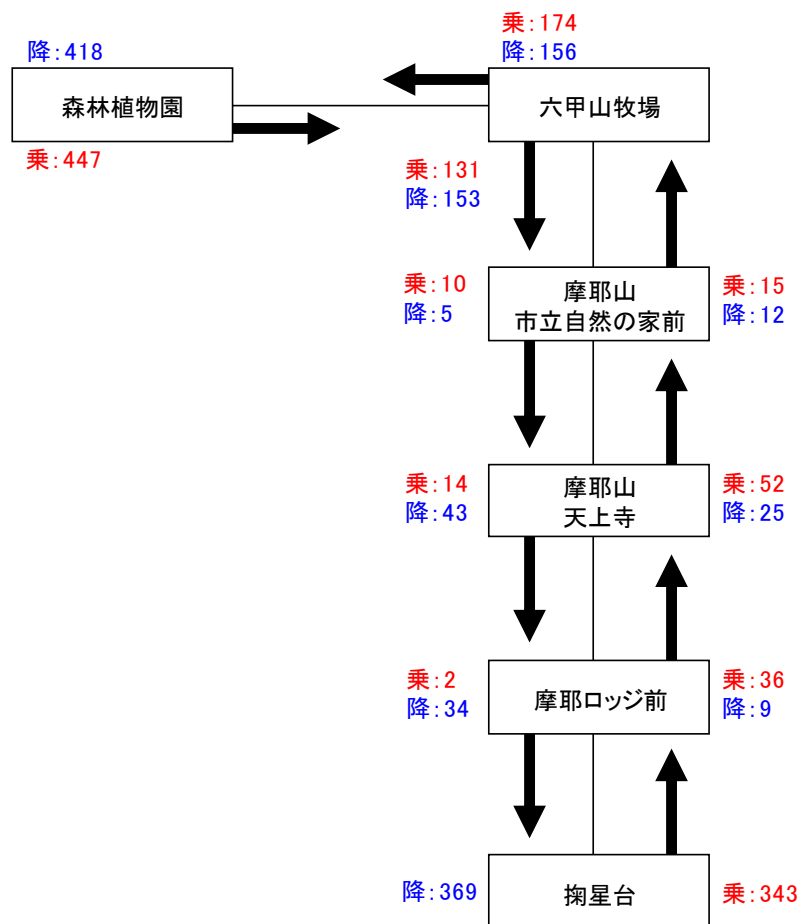 乗:174
降:418
降:156
森林植物園
六甲山牧場
乗:447
乗:131
降:153
乗:10
降:5
摩耶山
市立自然の家前
乗:15
降:12
乗:14
降:43
摩耶山
天上寺
乗:52
降:25
乗:2
降:34
摩耶ロッジ前
乗:36
降:9
降:369
掬星台
乗:343